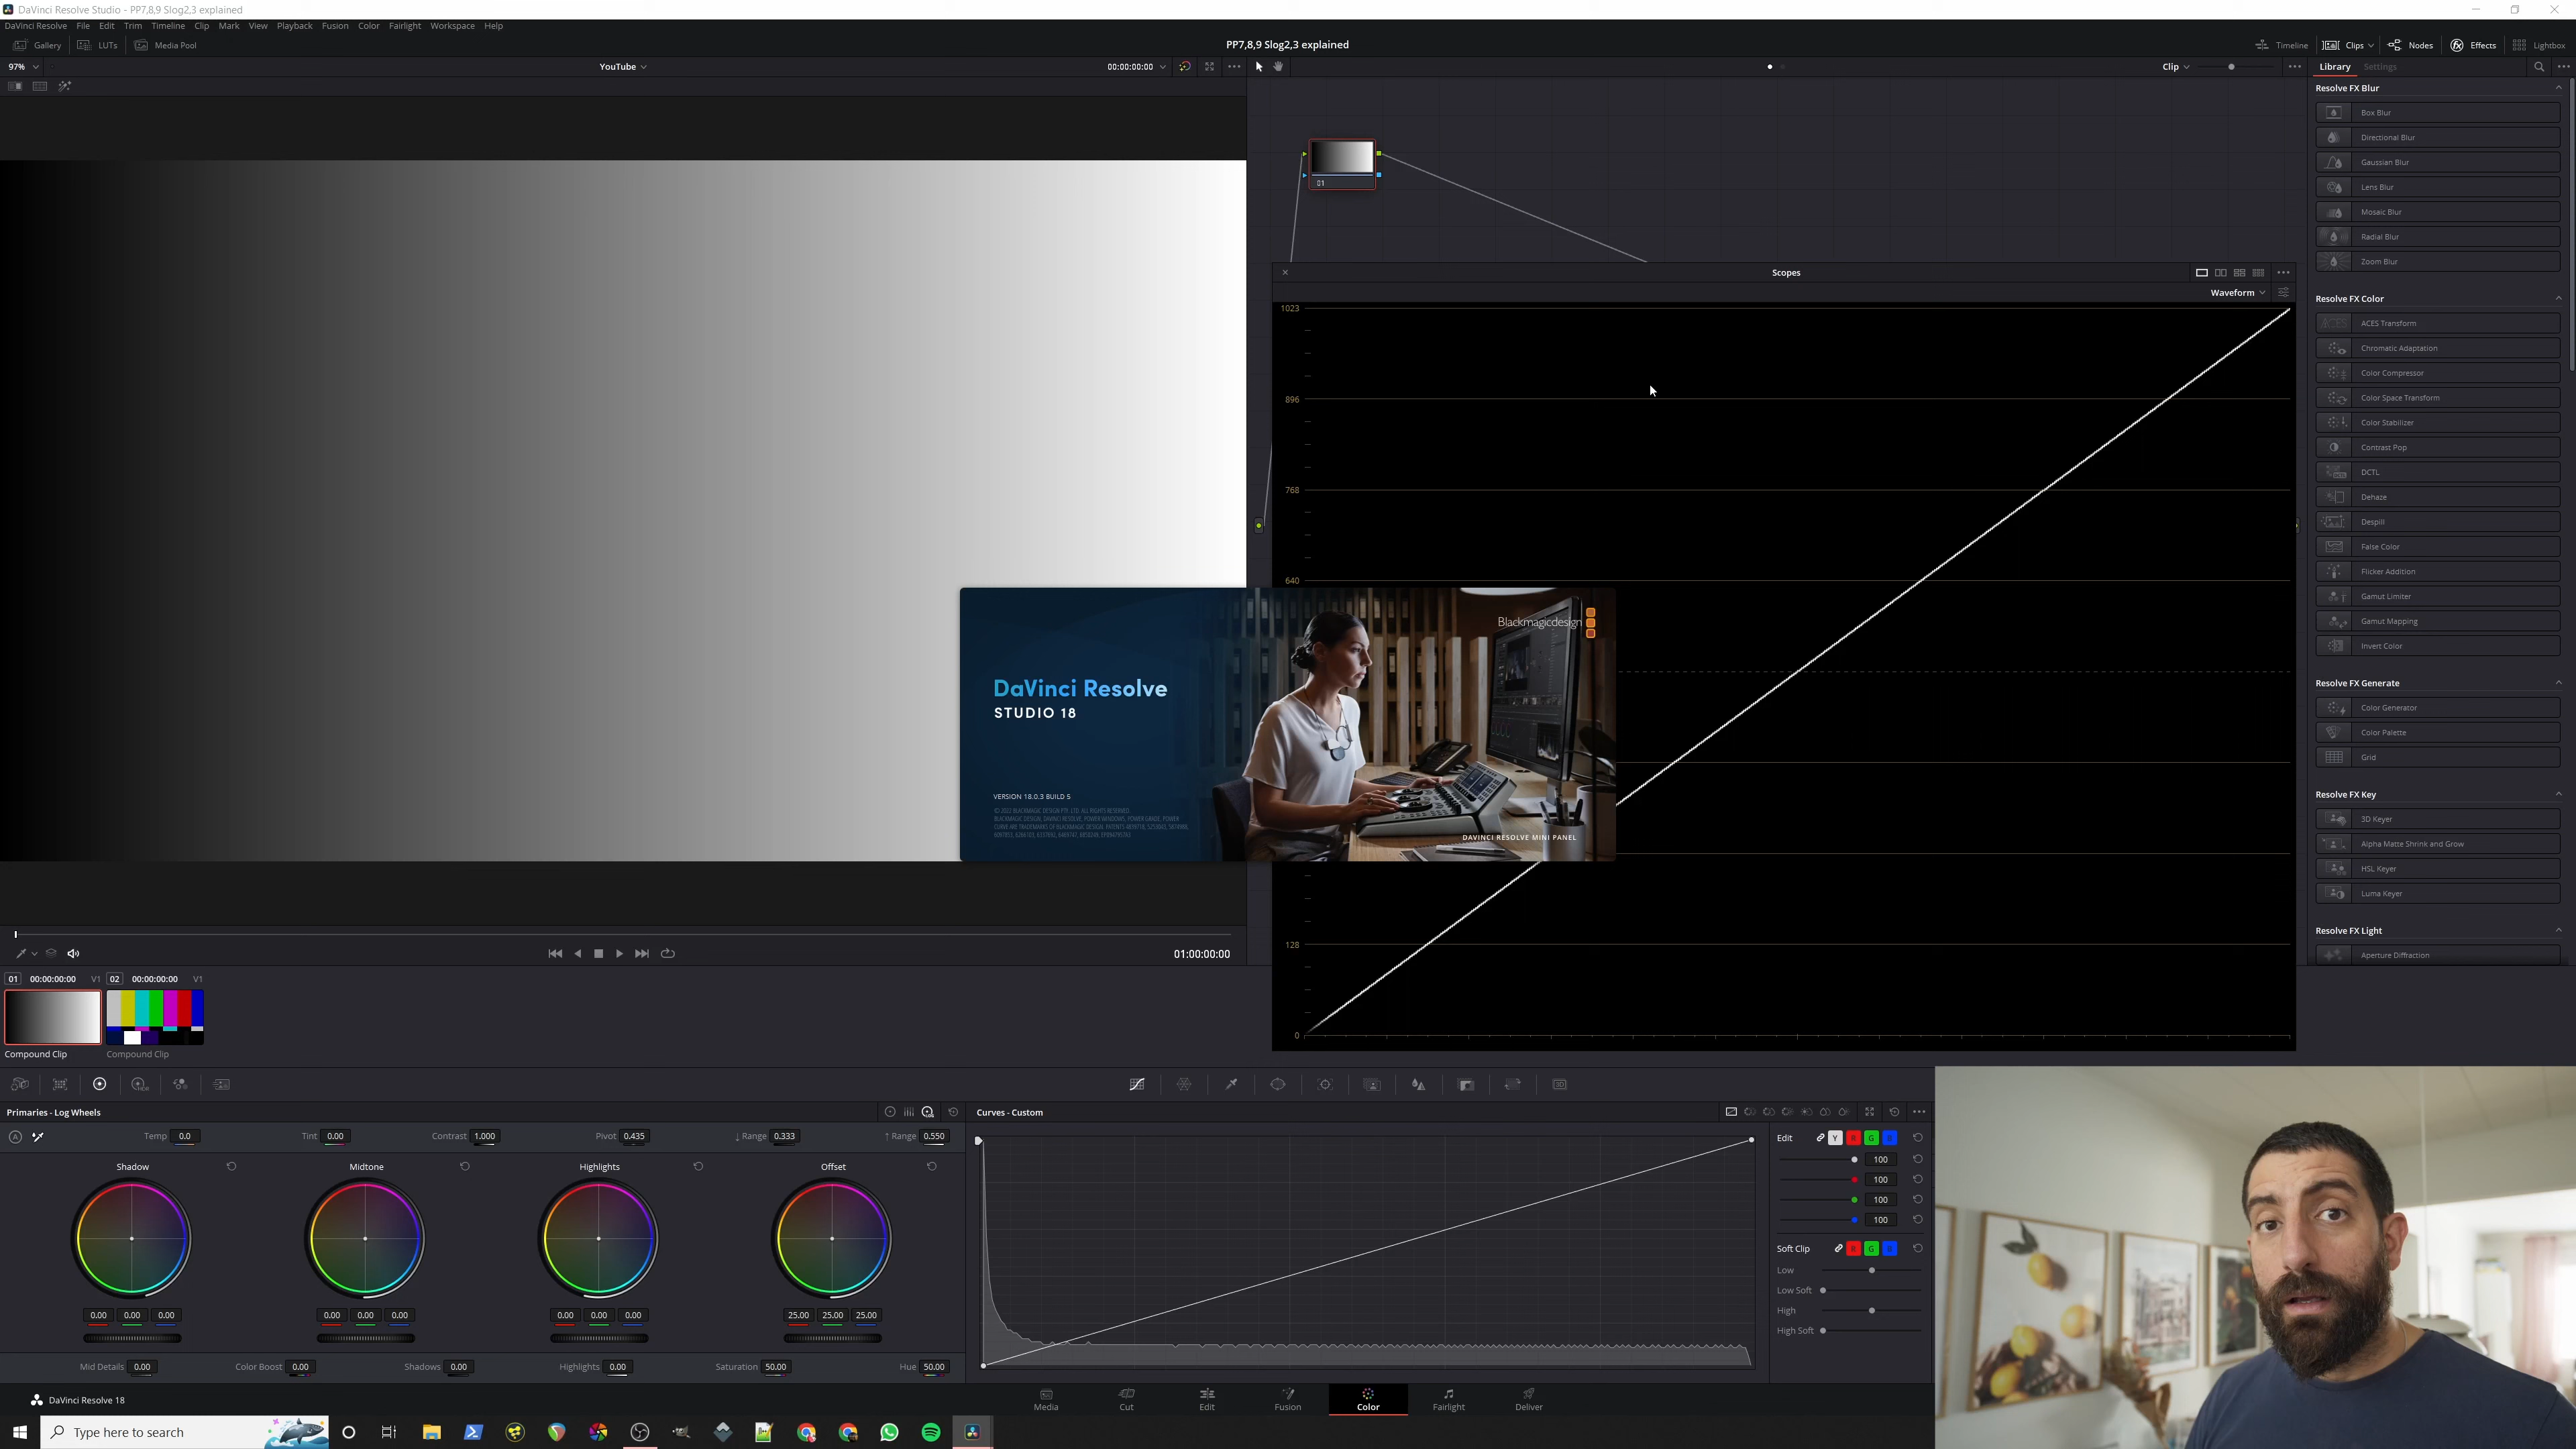 DaVinci Resolve Studio - PP7,8,9 Slog2,3 explained
DaVinci Resolve File Edit Trim Timeline Clip Mark View Playback Fusion Color Fairlight Workspace Help
Gallery LUTs Media Pool
PP7,8,9 Slog2,3 explained
Timeline Clips Nodes Effects Lightbox
97%
YouTube
00:00:00:00
Clip
Library Settings
Resolve FX Blur
Box Blur
Directional Blur
Gaussian Blur
Lens Blur
Mosaic Blur
Radial Blur
Zoom Blur
Resolve FX Color
ACES Transform
Chromatic Adaptation
Color Compressor
Color Space Transform
Color Stabilizer
Contrast Pop
DCTL
Dehaze
Despill
False Color
Flicker Addition
Gamut Limiter
Gamut Mapping
Invert Color
Resolve FX Generate
Color Generator
Color Palette
Grid
Resolve FX Key
3D Keyer
Alpha Matte Shrink and Grow
HSL Keyer
Luma Keyer
Resolve FX Light
Aperture Diffraction
01
Scopes
Waveform
1023
896
768
640
128
0
Blackmagicdesign
DaVinci Resolve
STUDIO 18
VERSION 18.0.3 BUILD 5
DAVINCI RESOLVE MINI PANEL
01:00:00:00
01 00:00:00:00 V1 02 00:00:00:00 V1
Compound Clip Compound Clip
Primaries - Log Wheels
Temp 0.0 Tint 0.00 Contrast 1.000 Pivot 0.435 ↓ Range 0.333 ↑ Range 0.550
Shadow Midtone Highlights Offset
0.00 0.00 0.00 0.00 0.00 0.00 0.00 0.00 0.00 25.00 25.00 25.00
Mid Details 0.00 Color Boost 0.00 Shadows 0.00 Highlights 0.00 Saturation 50.00 Hue 50.00
Curves - Custom
Edit Y R G B
100
100
100
100
Soft Clip R G B
Low
Low Soft
High
High Soft
DaVinci Resolve 18
Media Cut Edit Fusion Color Fairlight Deliver
Type here to search